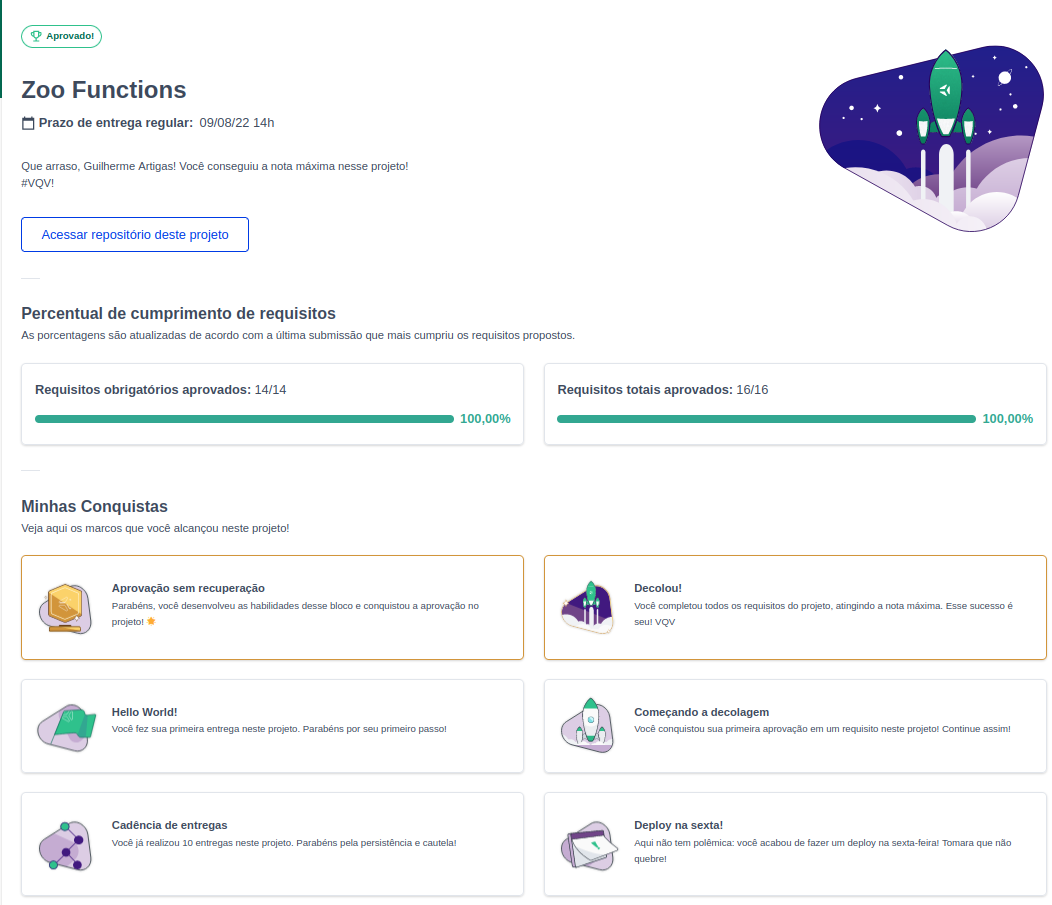 Aprovado!
Zoo Functions
Prazo de entrega regular: 09/08/22 14h
Que arraso, Guilherme Artigas! Você conseguiu a nota máxima nesse projeto!
#VQV!
Acessar repositório deste projeto
Percentual de cumprimento de requisitos
As porcentagens são atualizadas de acordo com a última submissão que mais cumpriu os requisitos propostos.
Requisitos obrigatórios aprovados: 14/14
100,00%
Requisitos totais aprovados: 16/16
100,00%
Minhas Conquistas
Veja aqui os marcos que você alcançou neste projeto!
Aprovação sem recuperação
Parabéns, você desenvolveu as habilidades desse bloco e conquistou a aprovação no
projeto!
Decolou!
Você completou todos os requisitos do projeto, atingindo a nota máxima. Esse sucesso é
seu! VQV
Hello World!
Você fez sua primeira entrega neste projeto. Parabéns por seu primeiro passo!
Começando a decolagem
Você conquistou sua primeira aprovação em um requisito neste projeto! Continue assim!
Cadência de entregas
Você já realizou 10 entregas neste projeto. Parabéns pela persistência e cautela!
Deploy na sexta!
Aqui não tem polêmica: você acabou de fazer um deploy na sexta-feira! Tomara que não
quebre!